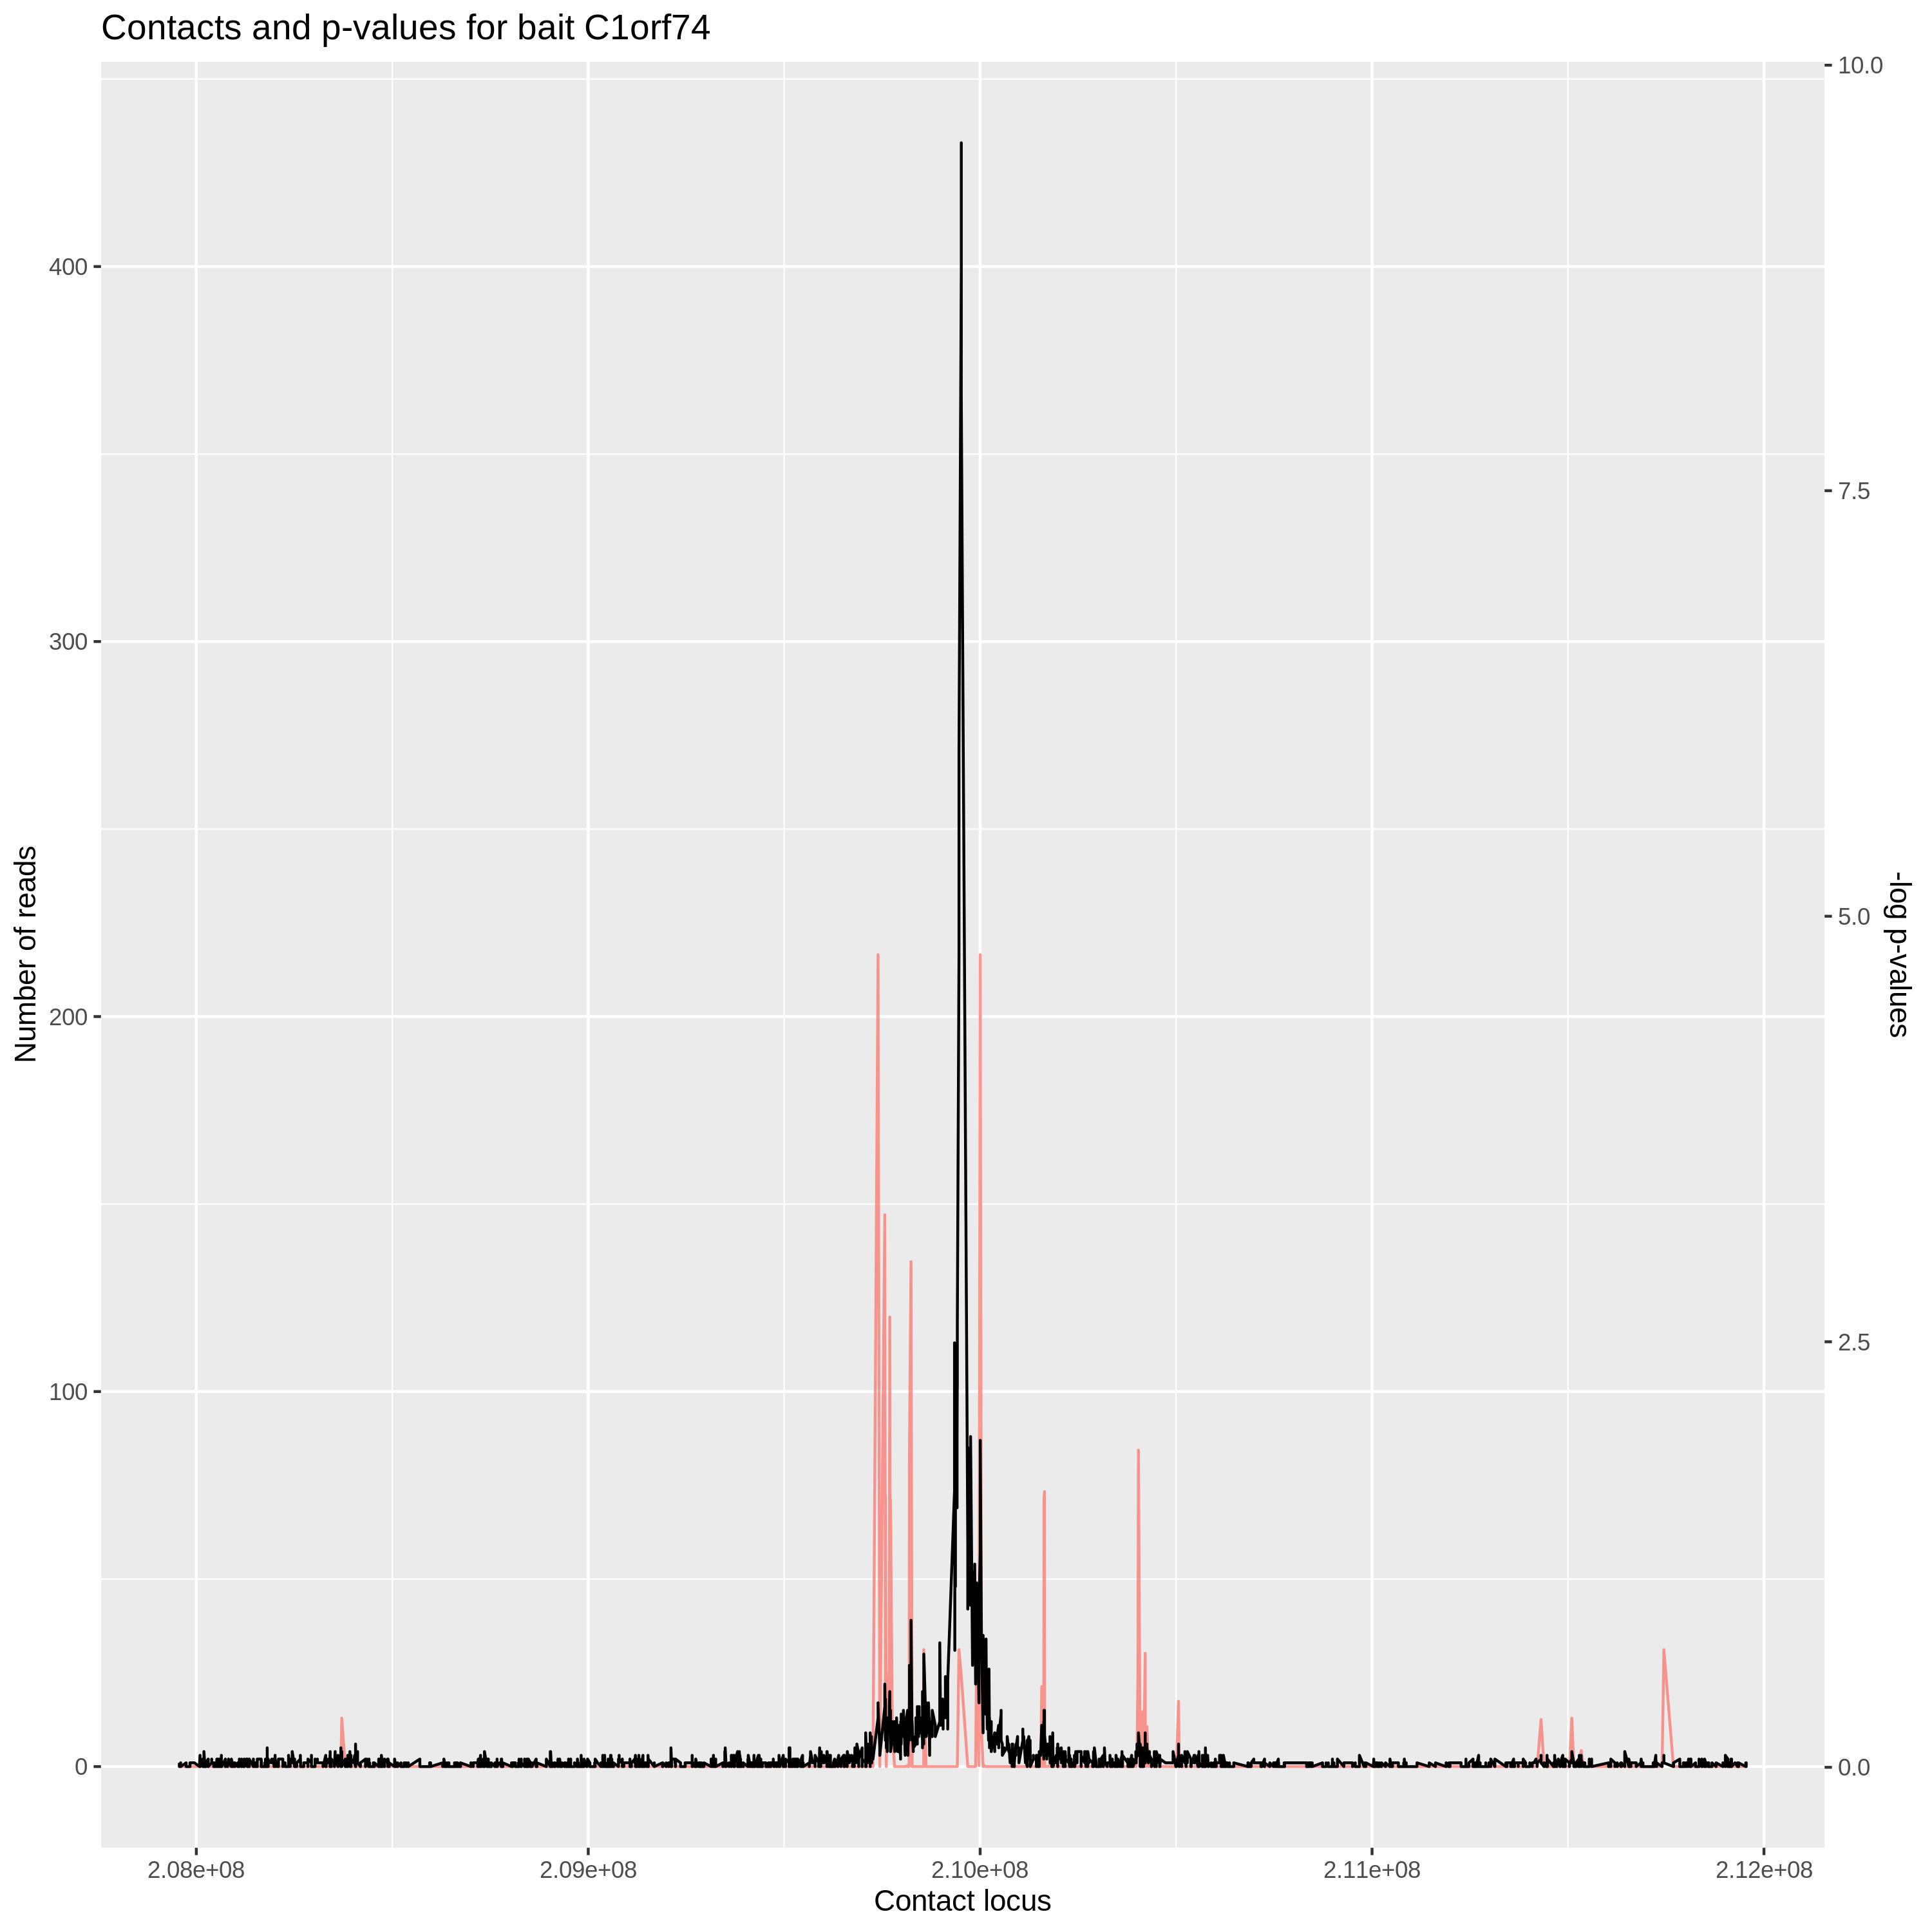 Contacts and p-values for bait C1orf74
10.0
400
7.5
300
Number of reads
5.0
-log p-values
200
2.5
100
0
0.0
2.08e+08 2.09e+08 2.10e+08 2.11e+08 2.12e+08
Contact locus